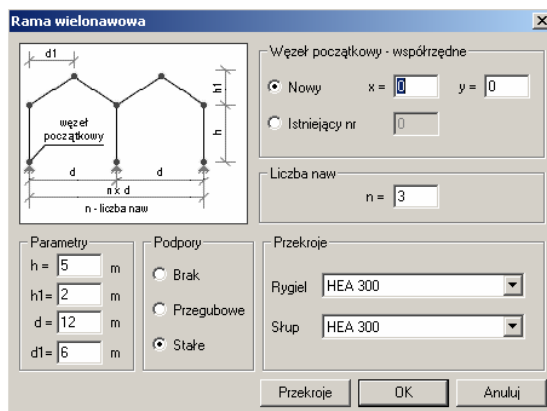 Rama wielonawowa
d1
h1
h
węzeł
początkowy
d
d
n x d
n - liczba naw
Węzeł początkowy - współrzędne
Nowy x = 0 y = 0
Istniejący nr 0
Liczba naw
n = 3
Parametry
h = 5 m
h1= 2 m
d = 12 m
d1= 6 m
Podpory
Brak
Przegubowe
Stałe
Przekroje
Rygiel HEA 300
Słup HEA 300
Przekroje OK Anuluj